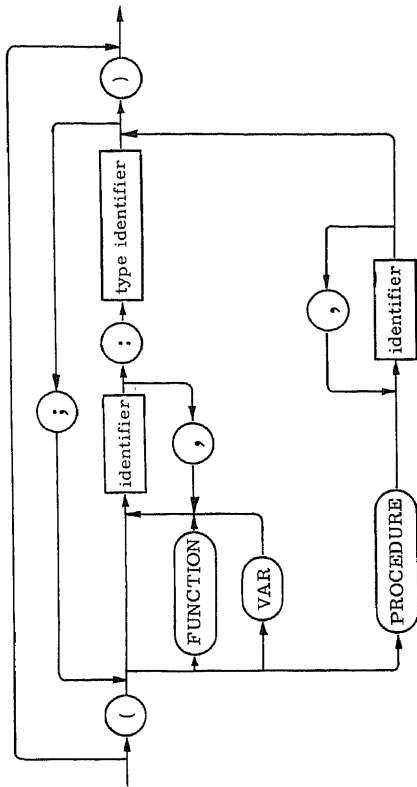 ;
( identifier : type identifier )
FUNCTION ,
VAR
,
PROCEDURE identifier